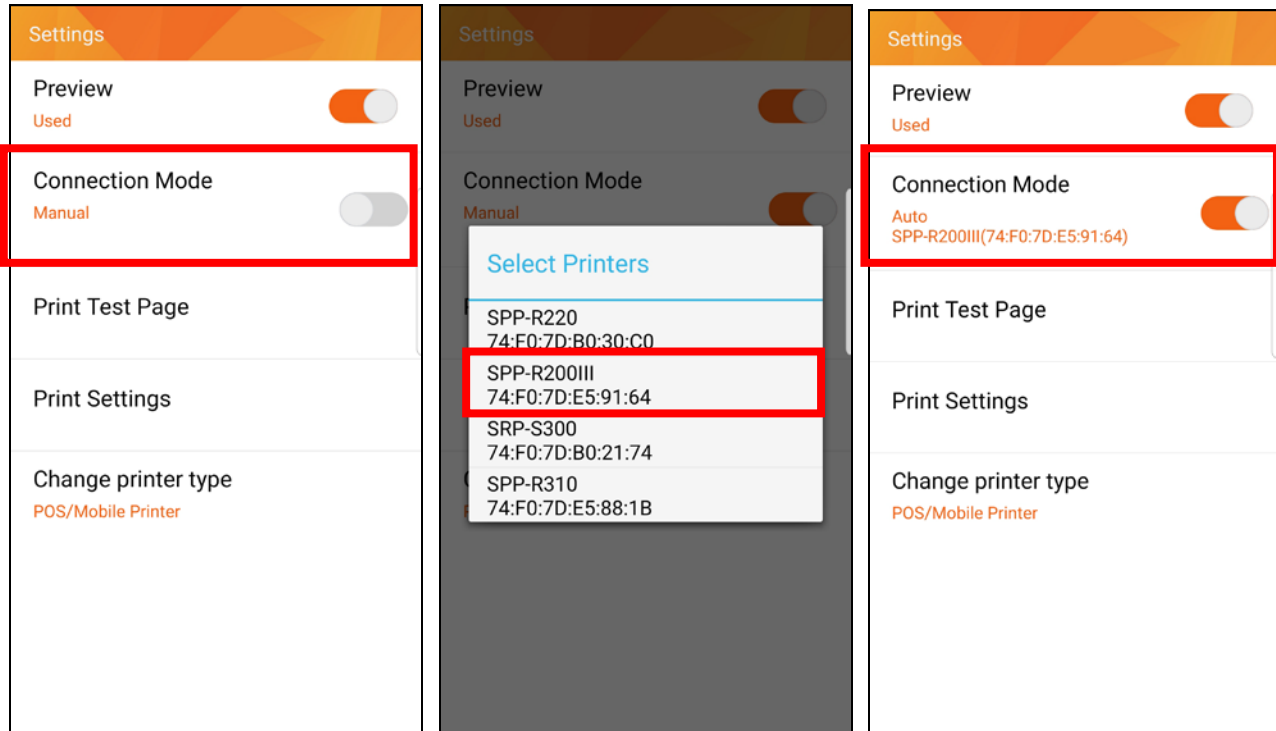 Settings
Preview
Used
Connection Mode
Manual
Print Test Page
Print Settings
Change printer type
POS/Mobile Printer
Settings
Preview
Used
Connection Mode
Manual
Select Printers
SPP-R220
74:F0:7D:B0:30:C0
SPP-R200III
74:F0:7D:E5:91:64
SRP-S300
74:F0:7D:B0:21:74
SPP-R310
74:F0:7D:E5:88:1B
Settings
Preview
Used
Connection Mode
Auto
SPP-R200III(74:F0:7D:E5:91:64)
Print Test Page
Print Settings
Change printer type
POS/Mobile Printer